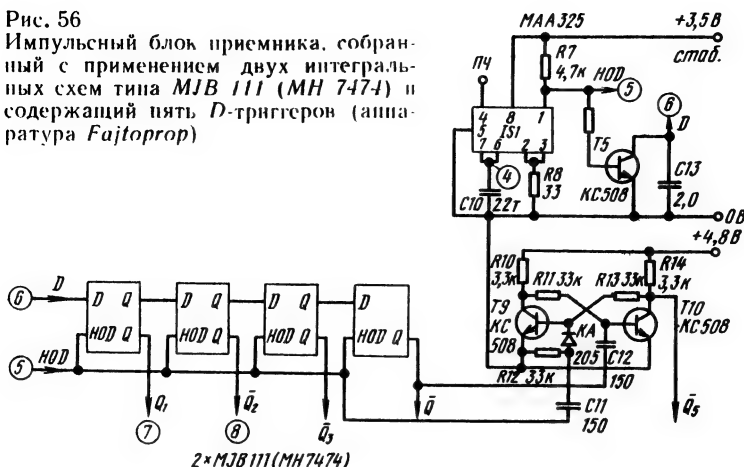 Рис. 56
Импульсный блок приемника, собран-
ный с применением двух интеграль-
ных схем типа MJB 111 (MH 7474) и
содержащий пять D-триггеров (аппа-
ратура Fajtoprop)
MAA325
+3,5В
стаб.
ПЧ
R7
4,7к
HOD
5
6
D
4
5
8
IS1
1
7 6
2 3
T5
4
R8
33
C10
22т
KC508
C13
2,0
0В
+4,8В
R10
3,3к
R11 33к
R13 33к
R14
3,3к
T9
KC
508
KA
205
T10
KC508
R12 33к
C12
150
C11
150
Q̄5
6
D
D Q
D Q
D Q
D Q
5
HOD
HOD Q̄
HOD Q̄
HOD Q̄
HOD Q̄
Q1
Q̄2
Q̄3
Q̄
7
8
2×MJB111(MH7474)